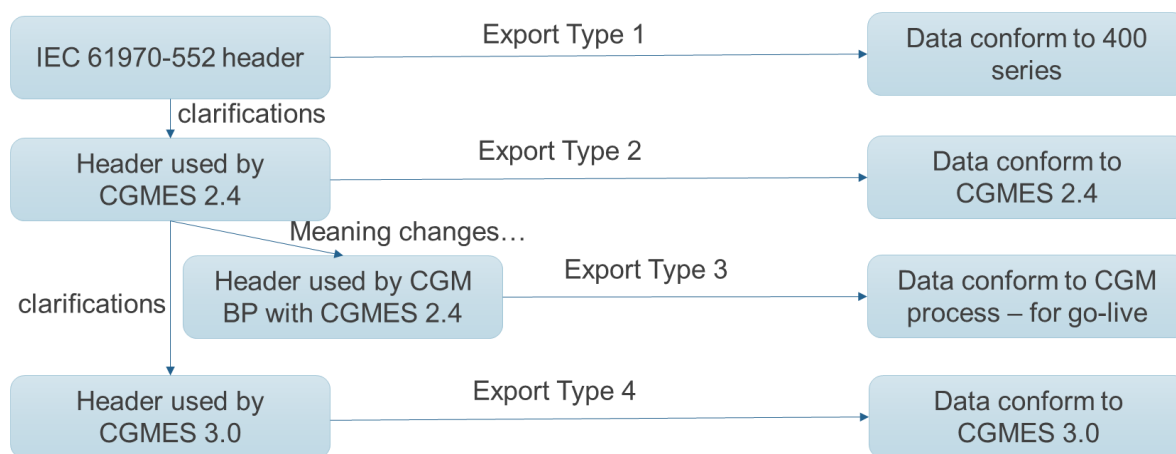 IEC 61970-552 header
Export Type 1
Data conform to 400
series
clarifications
Header used by
CGMES 2.4
Export Type 2
Data conform to
CGMES 2.4
Meaning changes…
clarifications
Header used by CGM
BP with CGMES 2.4
Export Type 3
Data conform to CGM
process – for go-live
Header used by
CGMES 3.0
Export Type 4
Data conform to
CGMES 3.0